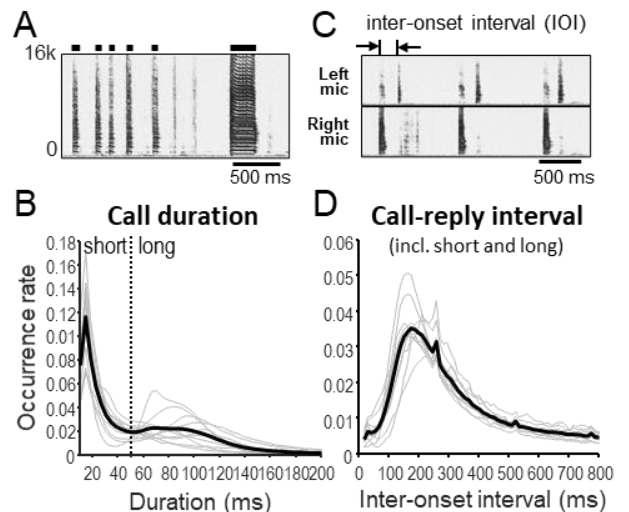 A
16k
0
500 ms
C
inter-onset interval (IOI)
Left
mic
Right
mic
500 ms
B
Call duration
short long
0.18
0.16
0.14
0.12
0.10
0.08
0.06
0.04
0.02
0
Occurrence rate
20 40 60 80 100 120 140 160 180 200
Duration (ms)
D
Call-reply interval
(incl. short and long)
0.06
0.05
0.04
0.03
0.02
0.01
0
0 100 200 300 400 500 600 700 800
Inter-onset interval (ms)